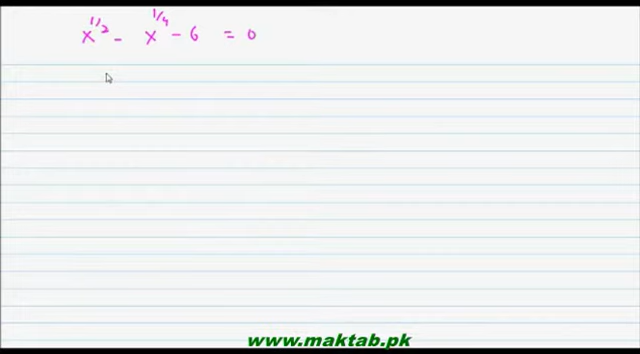 x^{1/2} - x^{1/4} - 6 = 0
www.maktab.pk